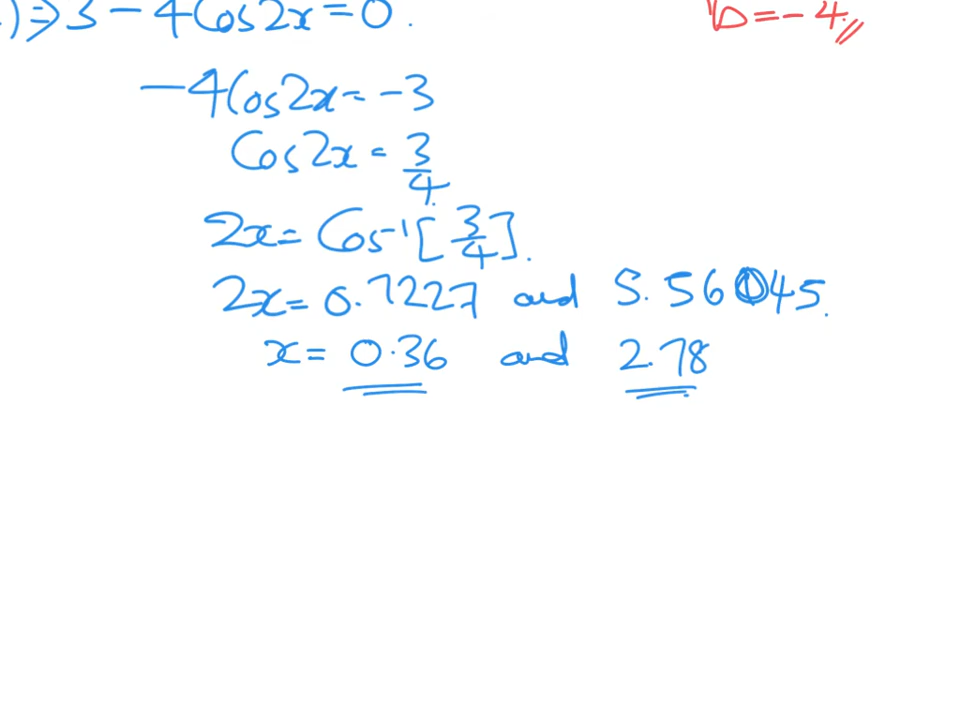 ) ⇒ 3 - 4Cos2x = 0.
b = - 4
-4Cos2x = -3
Cos2x = 3/4
2x = Cos⁻¹[3/4].
2x = 0.7227 and 5.56045.
x = 0.36 and 2.78